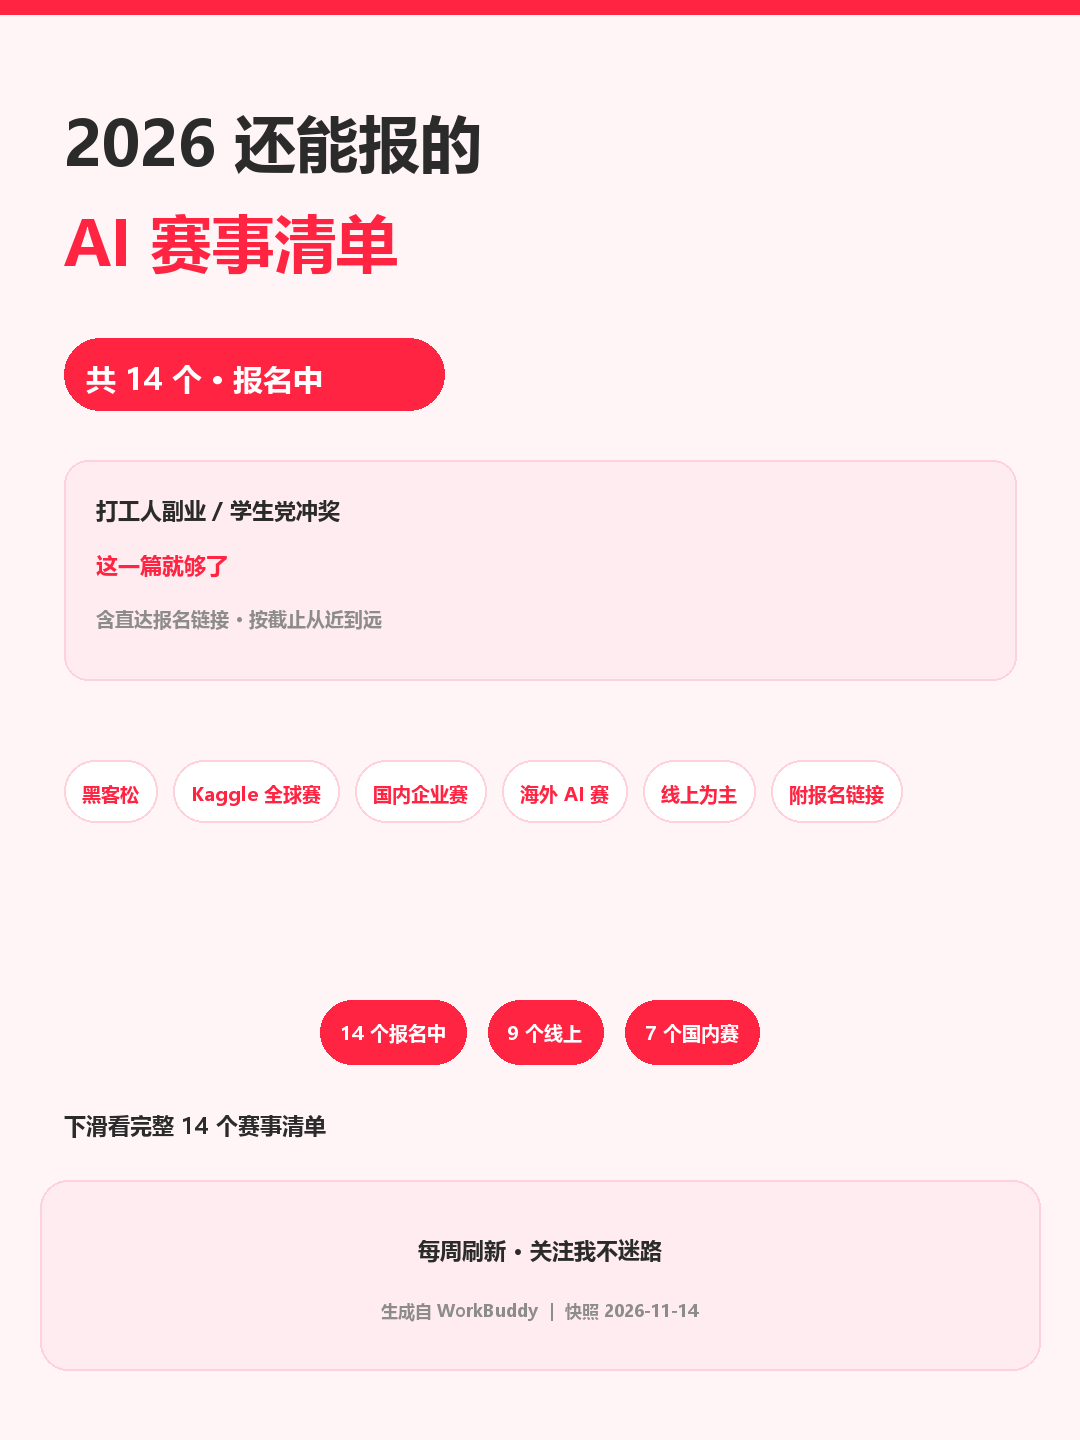 2026 还能报的
AI 赛事清单
共 14 个·报名中
打工人副业 / 学生党冲奖
这一篇就够了
含直达报名链接·按截止从近到远
黑客松
Kaggle 全球赛
国内企业赛
海外 AI 赛
线上为主
附报名链接
14 个报名中
9 个线上
7 个国内赛
下滑看完整 14 个赛事清单
每周刷新·关注我不迷路
生成自 WorkBuddy | 快照 2026-11-14